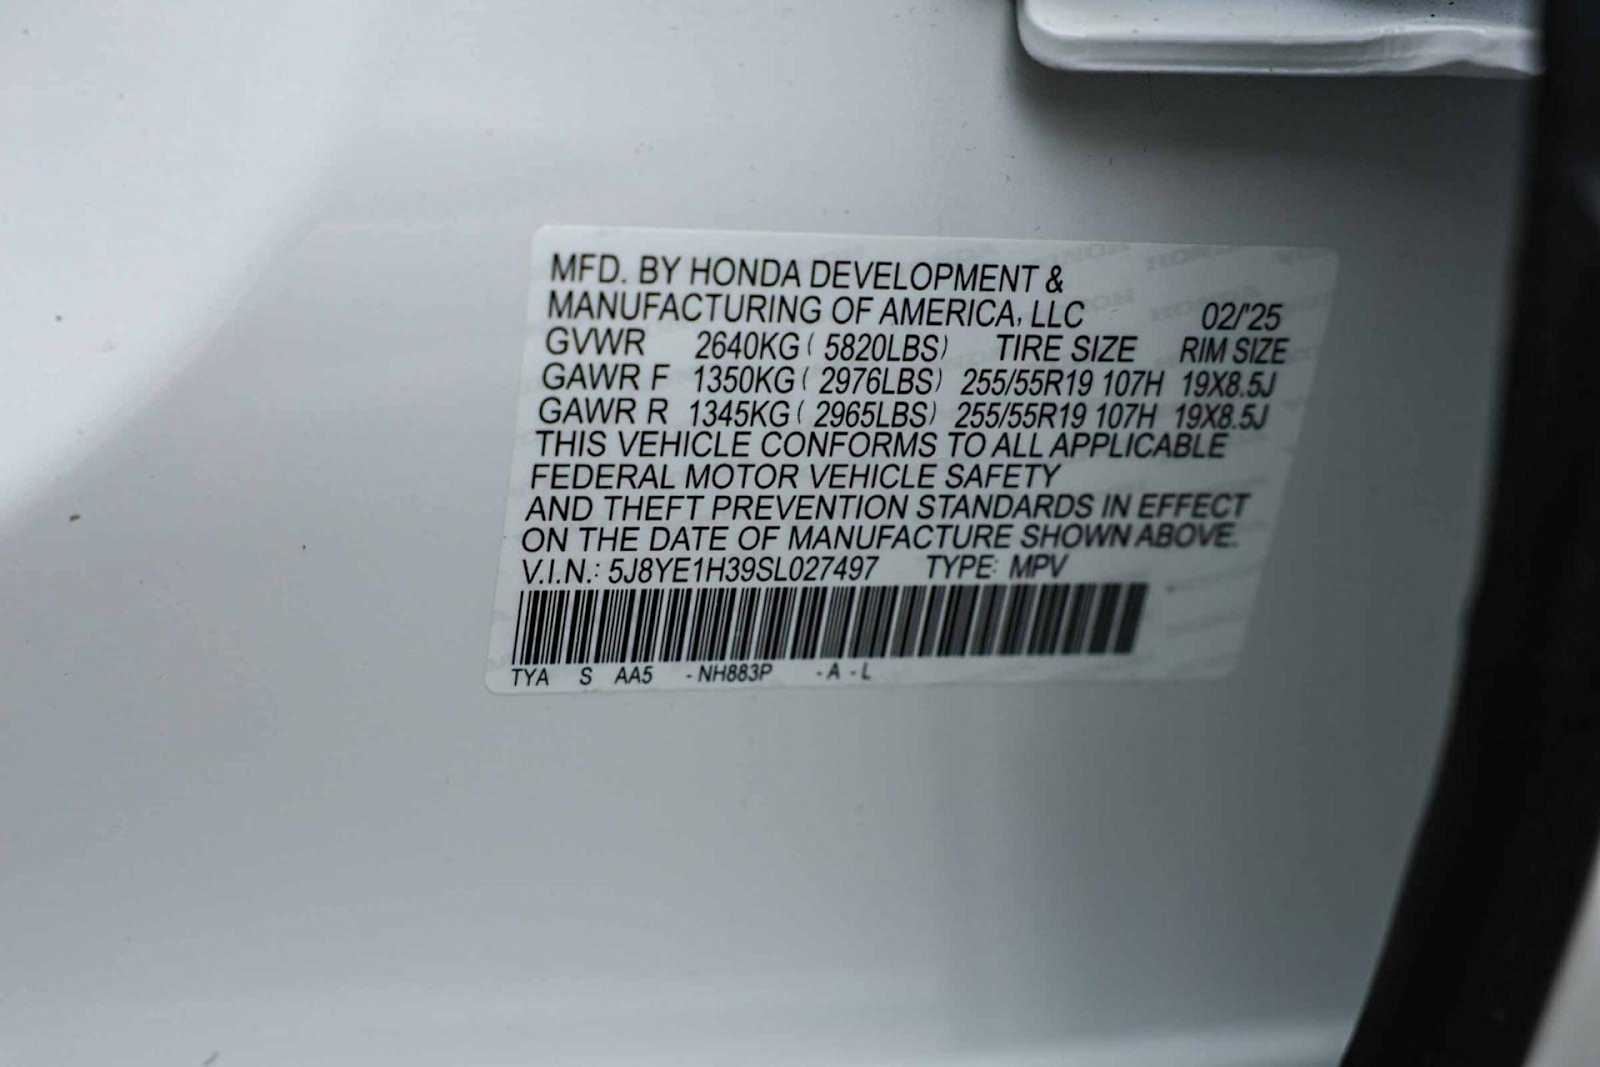 MFD. BY HONDA DEVELOPMENT &
MANUFACTURING OF AMERICA, LLC 02/'25
GVWR 2640KG ( 5820LBS) TIRE SIZE RIM SIZE
GAWR F 1350KG ( 2976LBS) 255/55R19 107H 19X8.5J
GAWR R 1345KG ( 2965LBS) 255/55R19 107H 19X8.5J
THIS VEHICLE CONFORMS TO ALL APPLICABLE
FEDERAL MOTOR VEHICLE SAFETY
AND THEFT PREVENTION STANDARDS IN EFFECT
ON THE DATE OF MANUFACTURE SHOWN ABOVE.
V.I.N.: 5J8YE1H39SL027497 TYPE: MPV
TYA S AA5 - NH883P - A - L